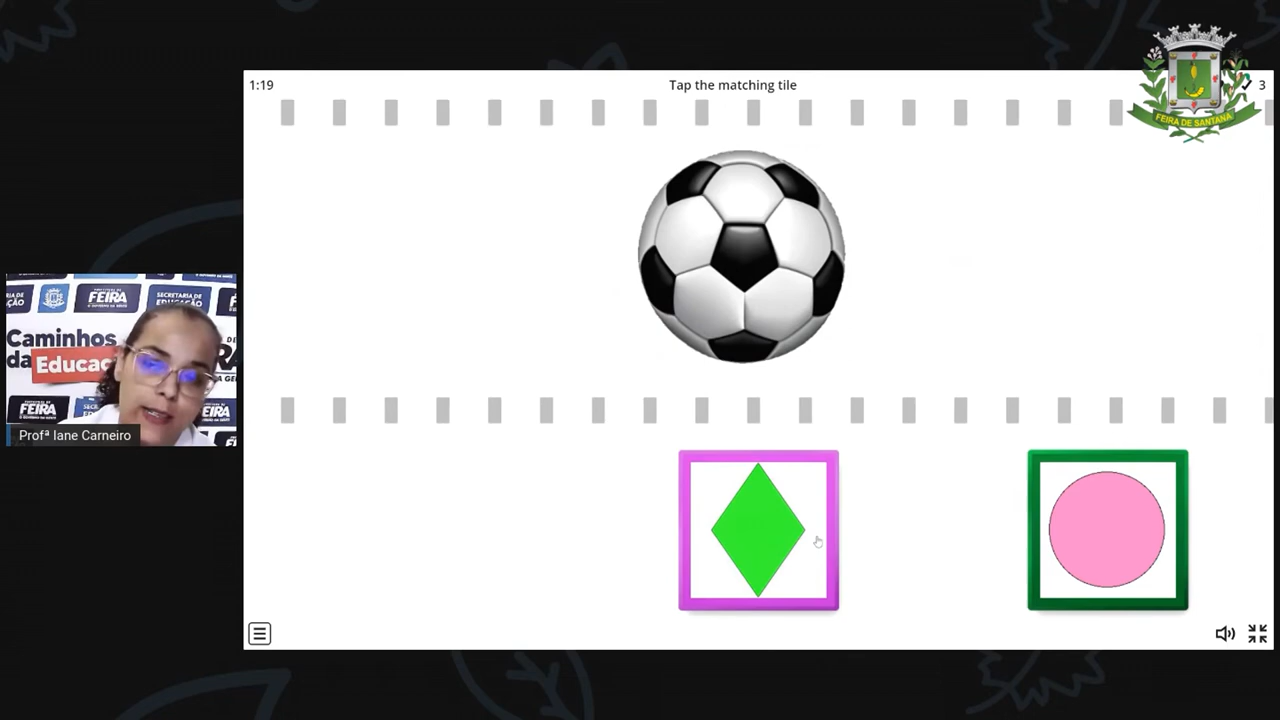 1:19
Tap the matching tile
3
FEIRA DE SANTANA
FEIRA
SECRETARIA DE
EDUCAÇÃO
Caminhos
da Educaç
FEIRA
FEIRA
Profª Iane Carneiro